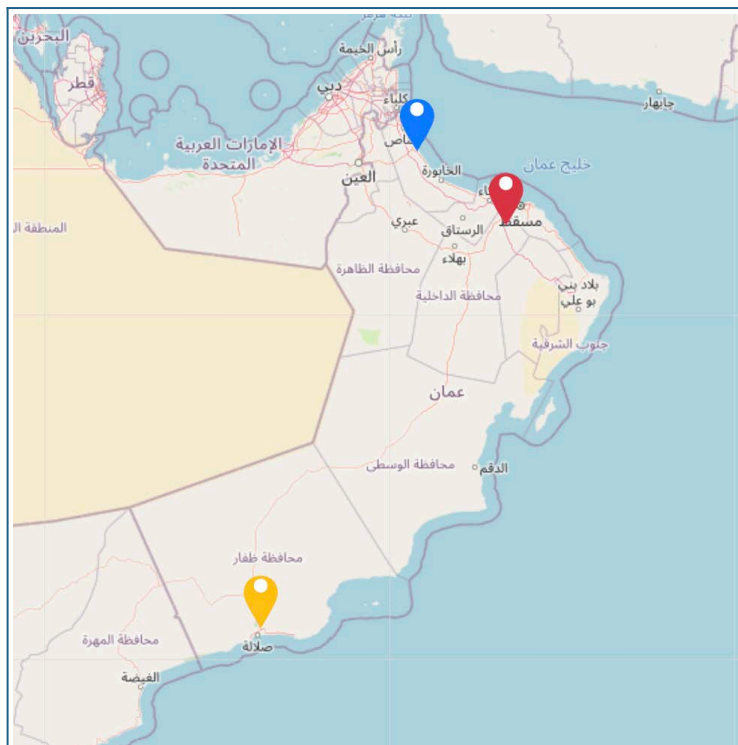 البحرين
قطر
رأس الخيمة
دبي
كلباء
الإمارات العربية
المتحدة
العين
الخابورة
خليج عمان
جابهار
المنطقة
عبري
الرستاق
مسقط
بهلاء
محافظة الظاهرة
محافظة الداخلية
بلاد بني
بو علي
جنوب الشرقية
عمان
محافظة الوسطى
الدقم
محافظة ظفار
صلالة
محافظة المهرة
الغيضة